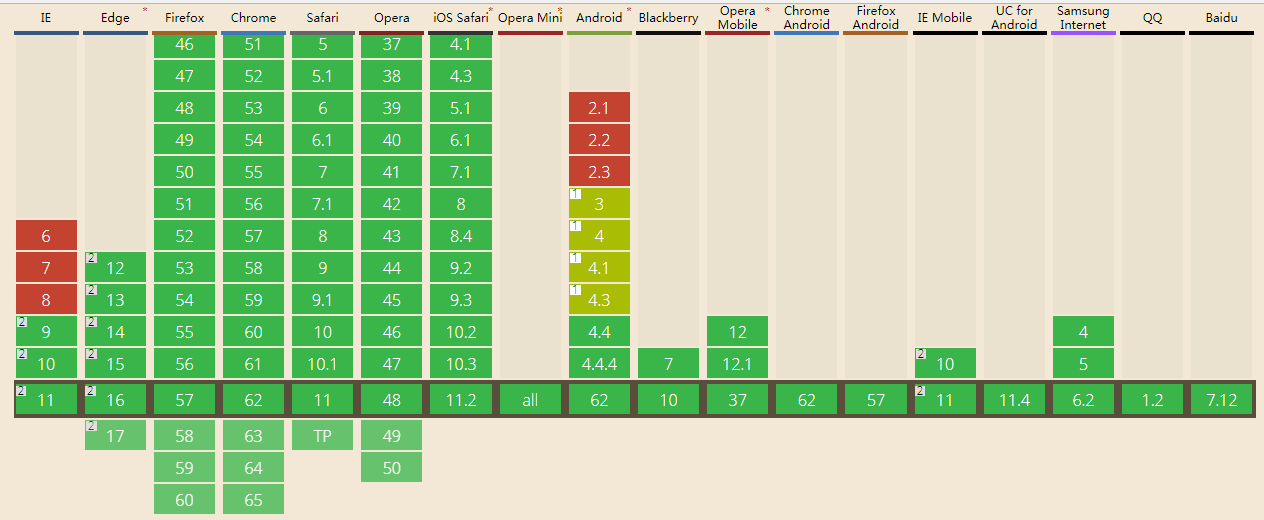 IE Edge * Firefox Chrome Safari Opera iOS Safari * Opera Mini * Android * Blackberry Opera Mobile * Chrome Android Firefox Android IE Mobile UC for Android Samsung Internet QQ Baidu
46 51 5 37 4.1
47 52 5.1 38 4.3
48 53 6 39 5.1 2.1
49 54 6.1 40 6.1 2.2
50 55 7 41 7.1 2.3
51 56 7.1 42 8 1 3
6 52 57 8 43 8.4 1 4
7 2 12 53 58 9 44 9.2 1 4.1
8 2 13 54 59 9.1 45 9.3 1 4.3
2 9 2 14 55 60 10 46 10.2 4.4 12 4
2 10 2 15 56 61 10.1 47 10.3 4.4.4 7 12.1 2 10 5
2 11 2 16 57 62 11 48 11.2 all 62 10 37 62 57 2 11 11.4 6.2 1.2 7.12
2 17 58 63 TP 49
59 64 50
60 65